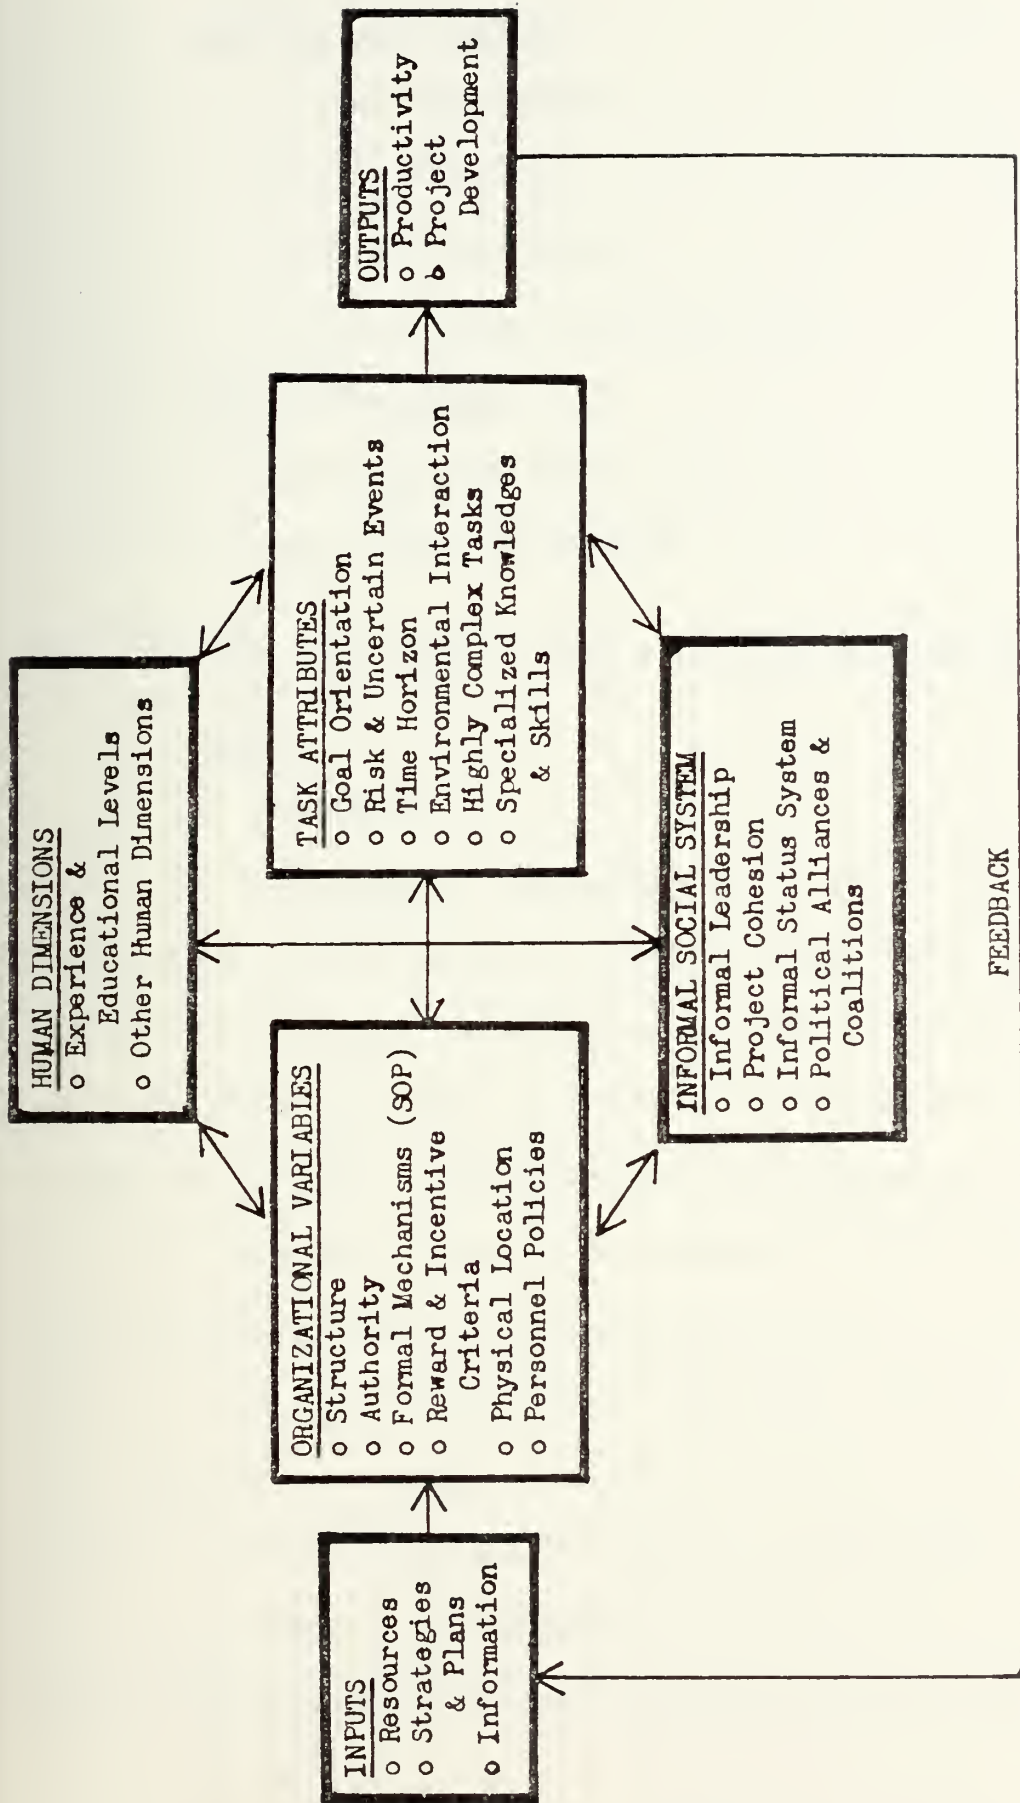 HUMAN DIMENSIONS
o Experience &
Educational Levels
o Other Human Dimensions
INPUTS
o Resources
o Strategies
& Plans
o Information
ORGANIZATIONAL VARIABLES
o Structure
o Authority
o Formal Mechanisms (SOP)
o Reward & Incentive
Criteria
o Physical Location
o Personnel Policies
TASK ATTRIBUTES
o Goal Orientation
o Risk & Uncertain Events
o Time Horizon
o Environmental Interaction
o Highly Complex Tasks
o Specialized Knowledges
& Skills
OUTPUTS
o Productivity
o Project
Development
INFORMAL SOCIAL SYSTEM
o Informal Leadership
o Project Cohesion
o Informal Status System
o Political Alliances &
Coalitions
FEEDBACK